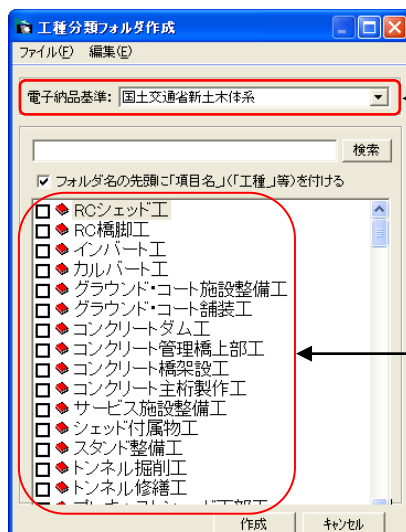 工種分類フォルダ作成
ファイル(F) 編集(E)
電子納品基準: 国土交通省新土木体系
検索
フォルダ名の先頭に「項目名_」(「工種_」等)を付ける
RCシェッド工
RC橋脚工
インバート工
カルバート工
グラウンド・コート施設整備工
グラウンド・コート舗装工
コンクリートダム工
コンクリート管理橋上部工
コンクリート橋架設工
コンクリート主桁製作工
サービス施設整備工
シェッド付属物工
スタンド整備工
トンネル掘削工
トンネル修繕工
作成 キャンセル